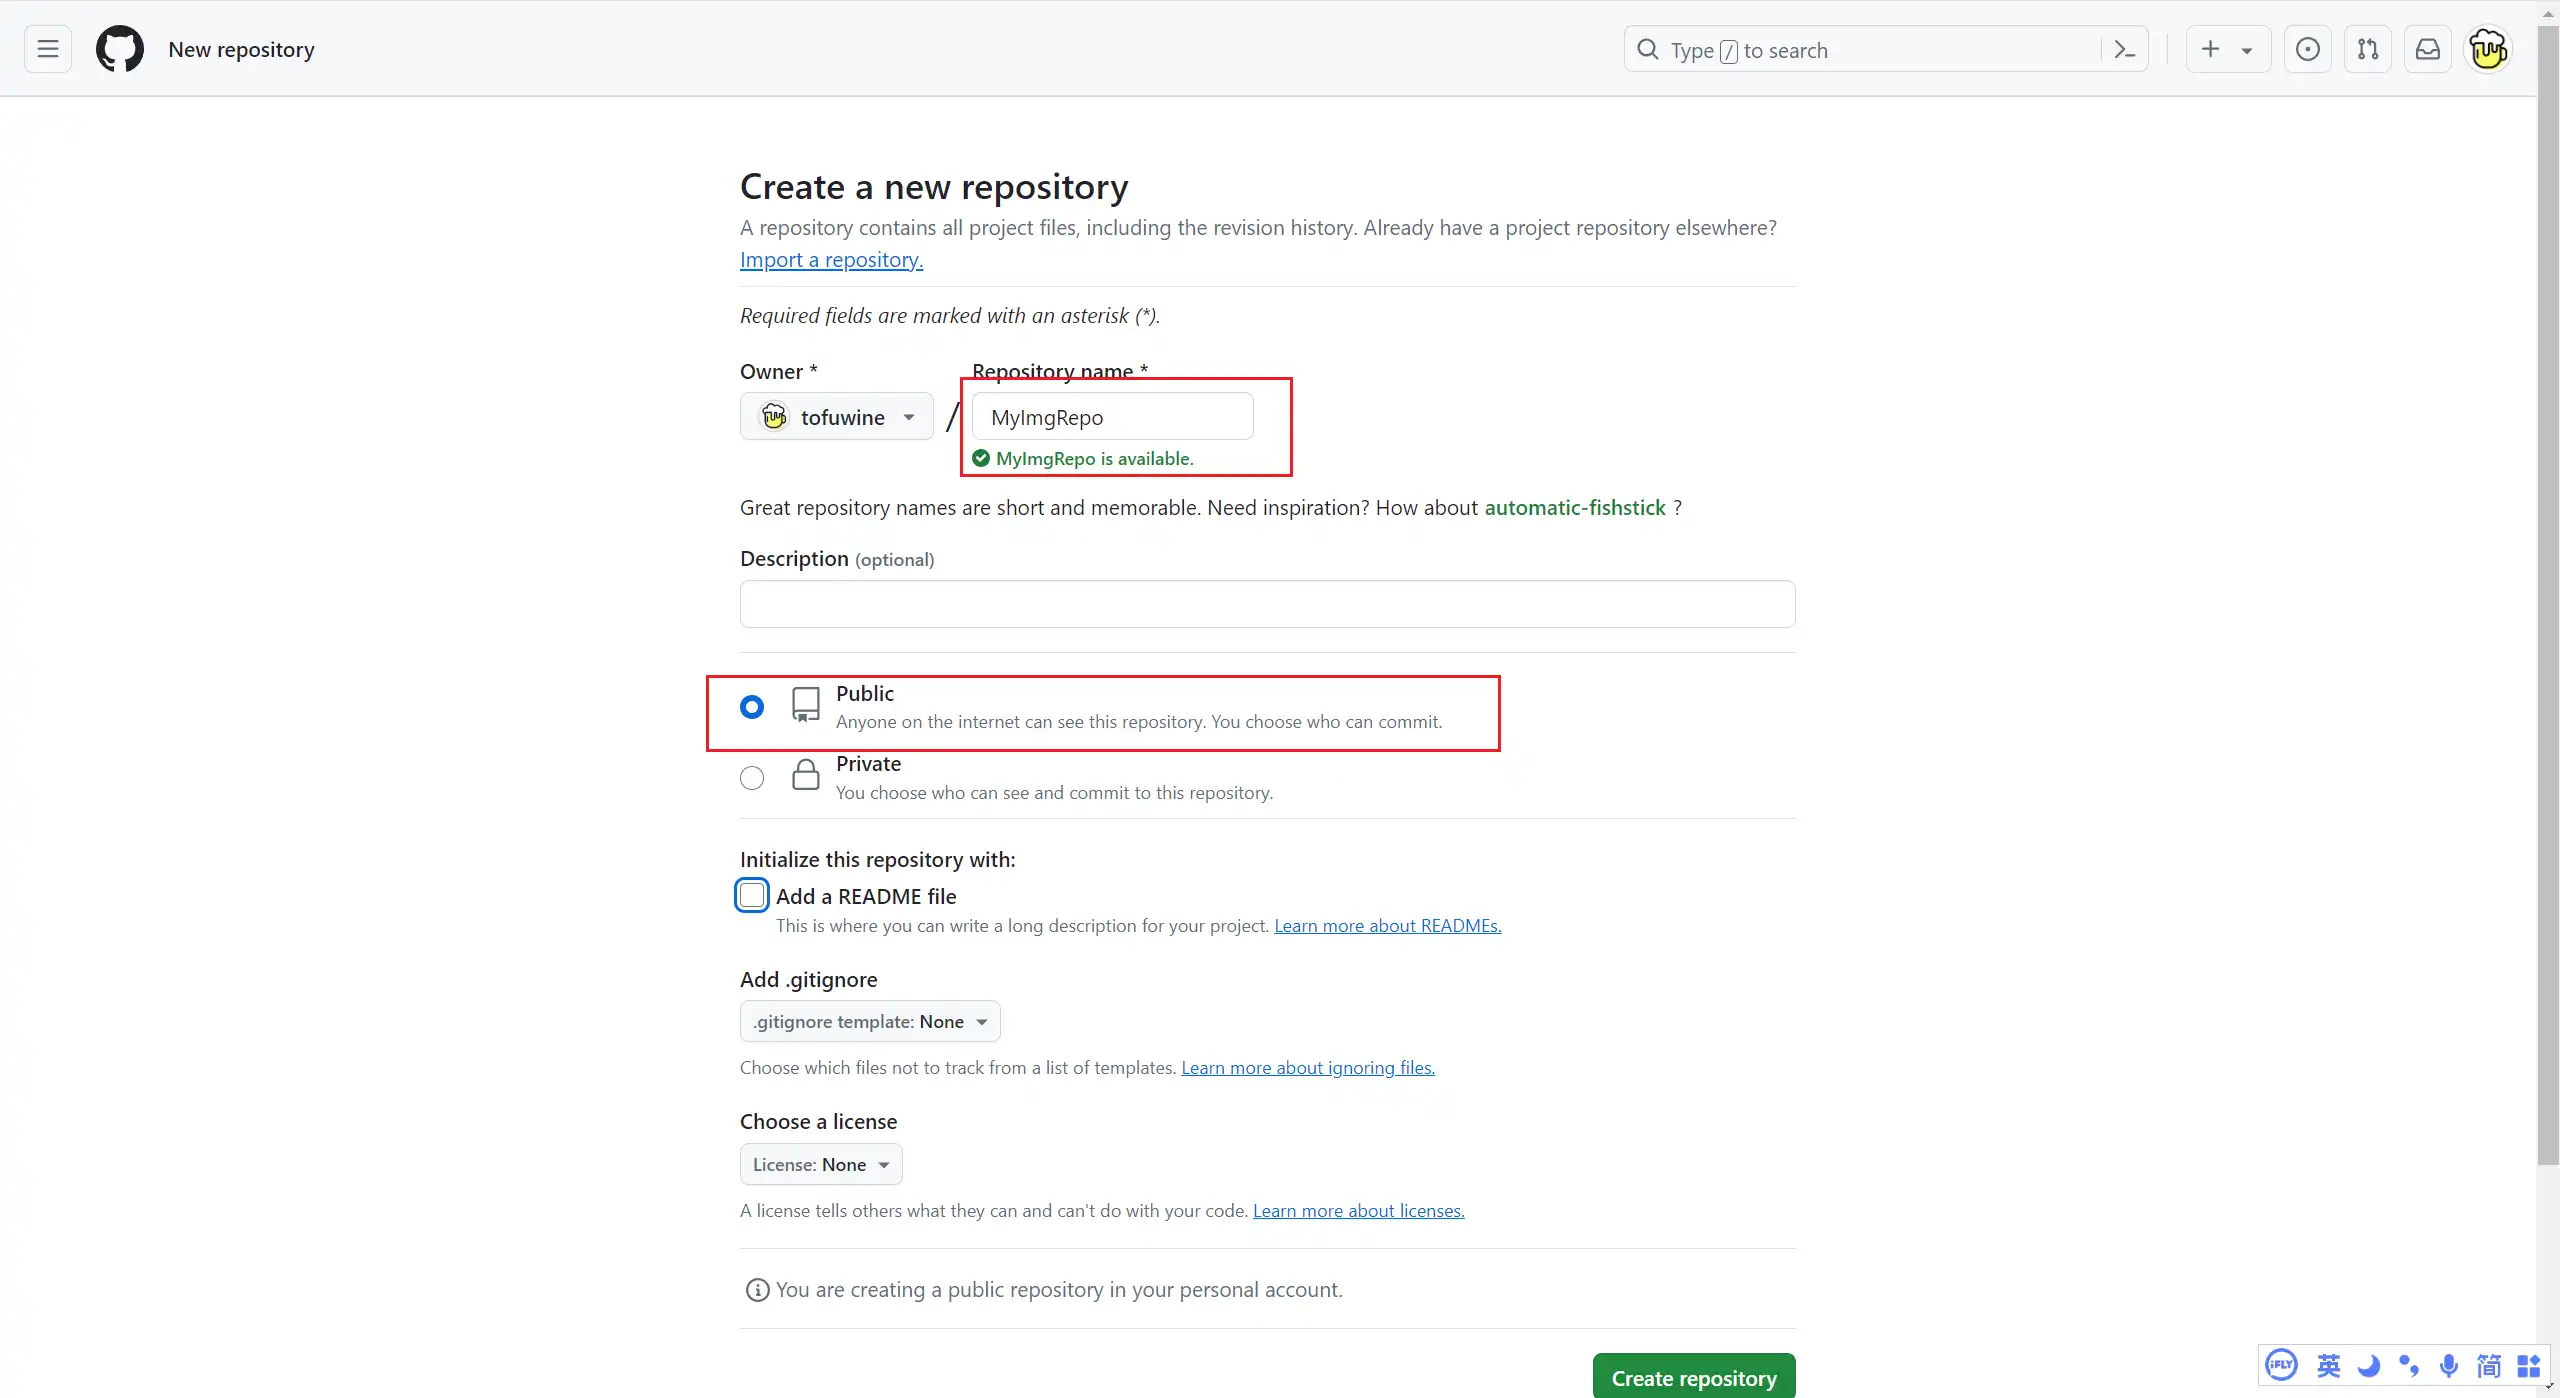 New repository
Type / to search
Create a new repository
A repository contains all project files, including the revision history. Already have a project repository elsewhere?
Import a repository.
Required fields are marked with an asterisk (*).
Owner *
Repository name *
tofuwine
/
MyImgRepo
MyImgRepo is available.
Great repository names are short and memorable. Need inspiration? How about automatic-fishstick ?
Description (optional)
Public
Anyone on the internet can see this repository. You choose who can commit.
Private
You choose who can see and commit to this repository.
Initialize this repository with:
Add a README file
This is where you can write a long description for your project. Learn more about READMEs.
Add .gitignore
.gitignore template: None
Choose which files not to track from a list of templates. Learn more about ignoring files.
Choose a license
License: None
A license tells others what they can and can't do with your code. Learn more about licenses.
You are creating a public repository in your personal account.
Create repository
iFLY 英 简